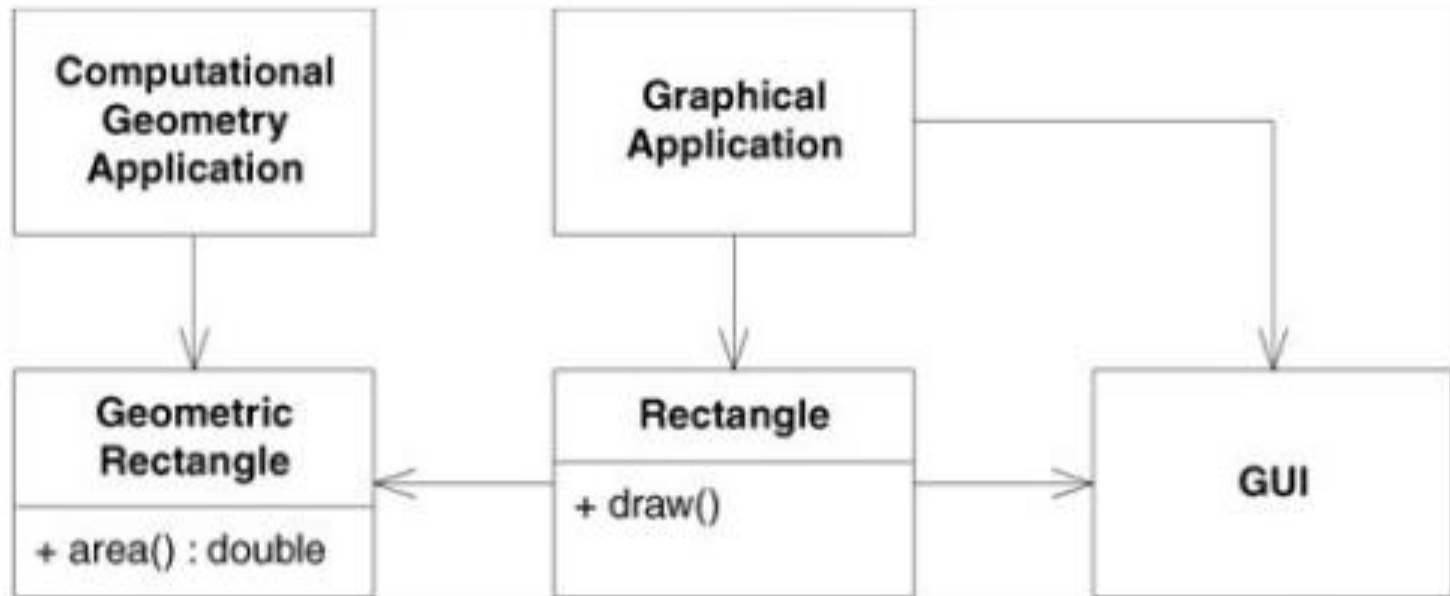 Computational
Geometry
Application
Graphical
Application
Geometric
Rectangle
+ area() : double
Rectangle
+ draw()
GUI